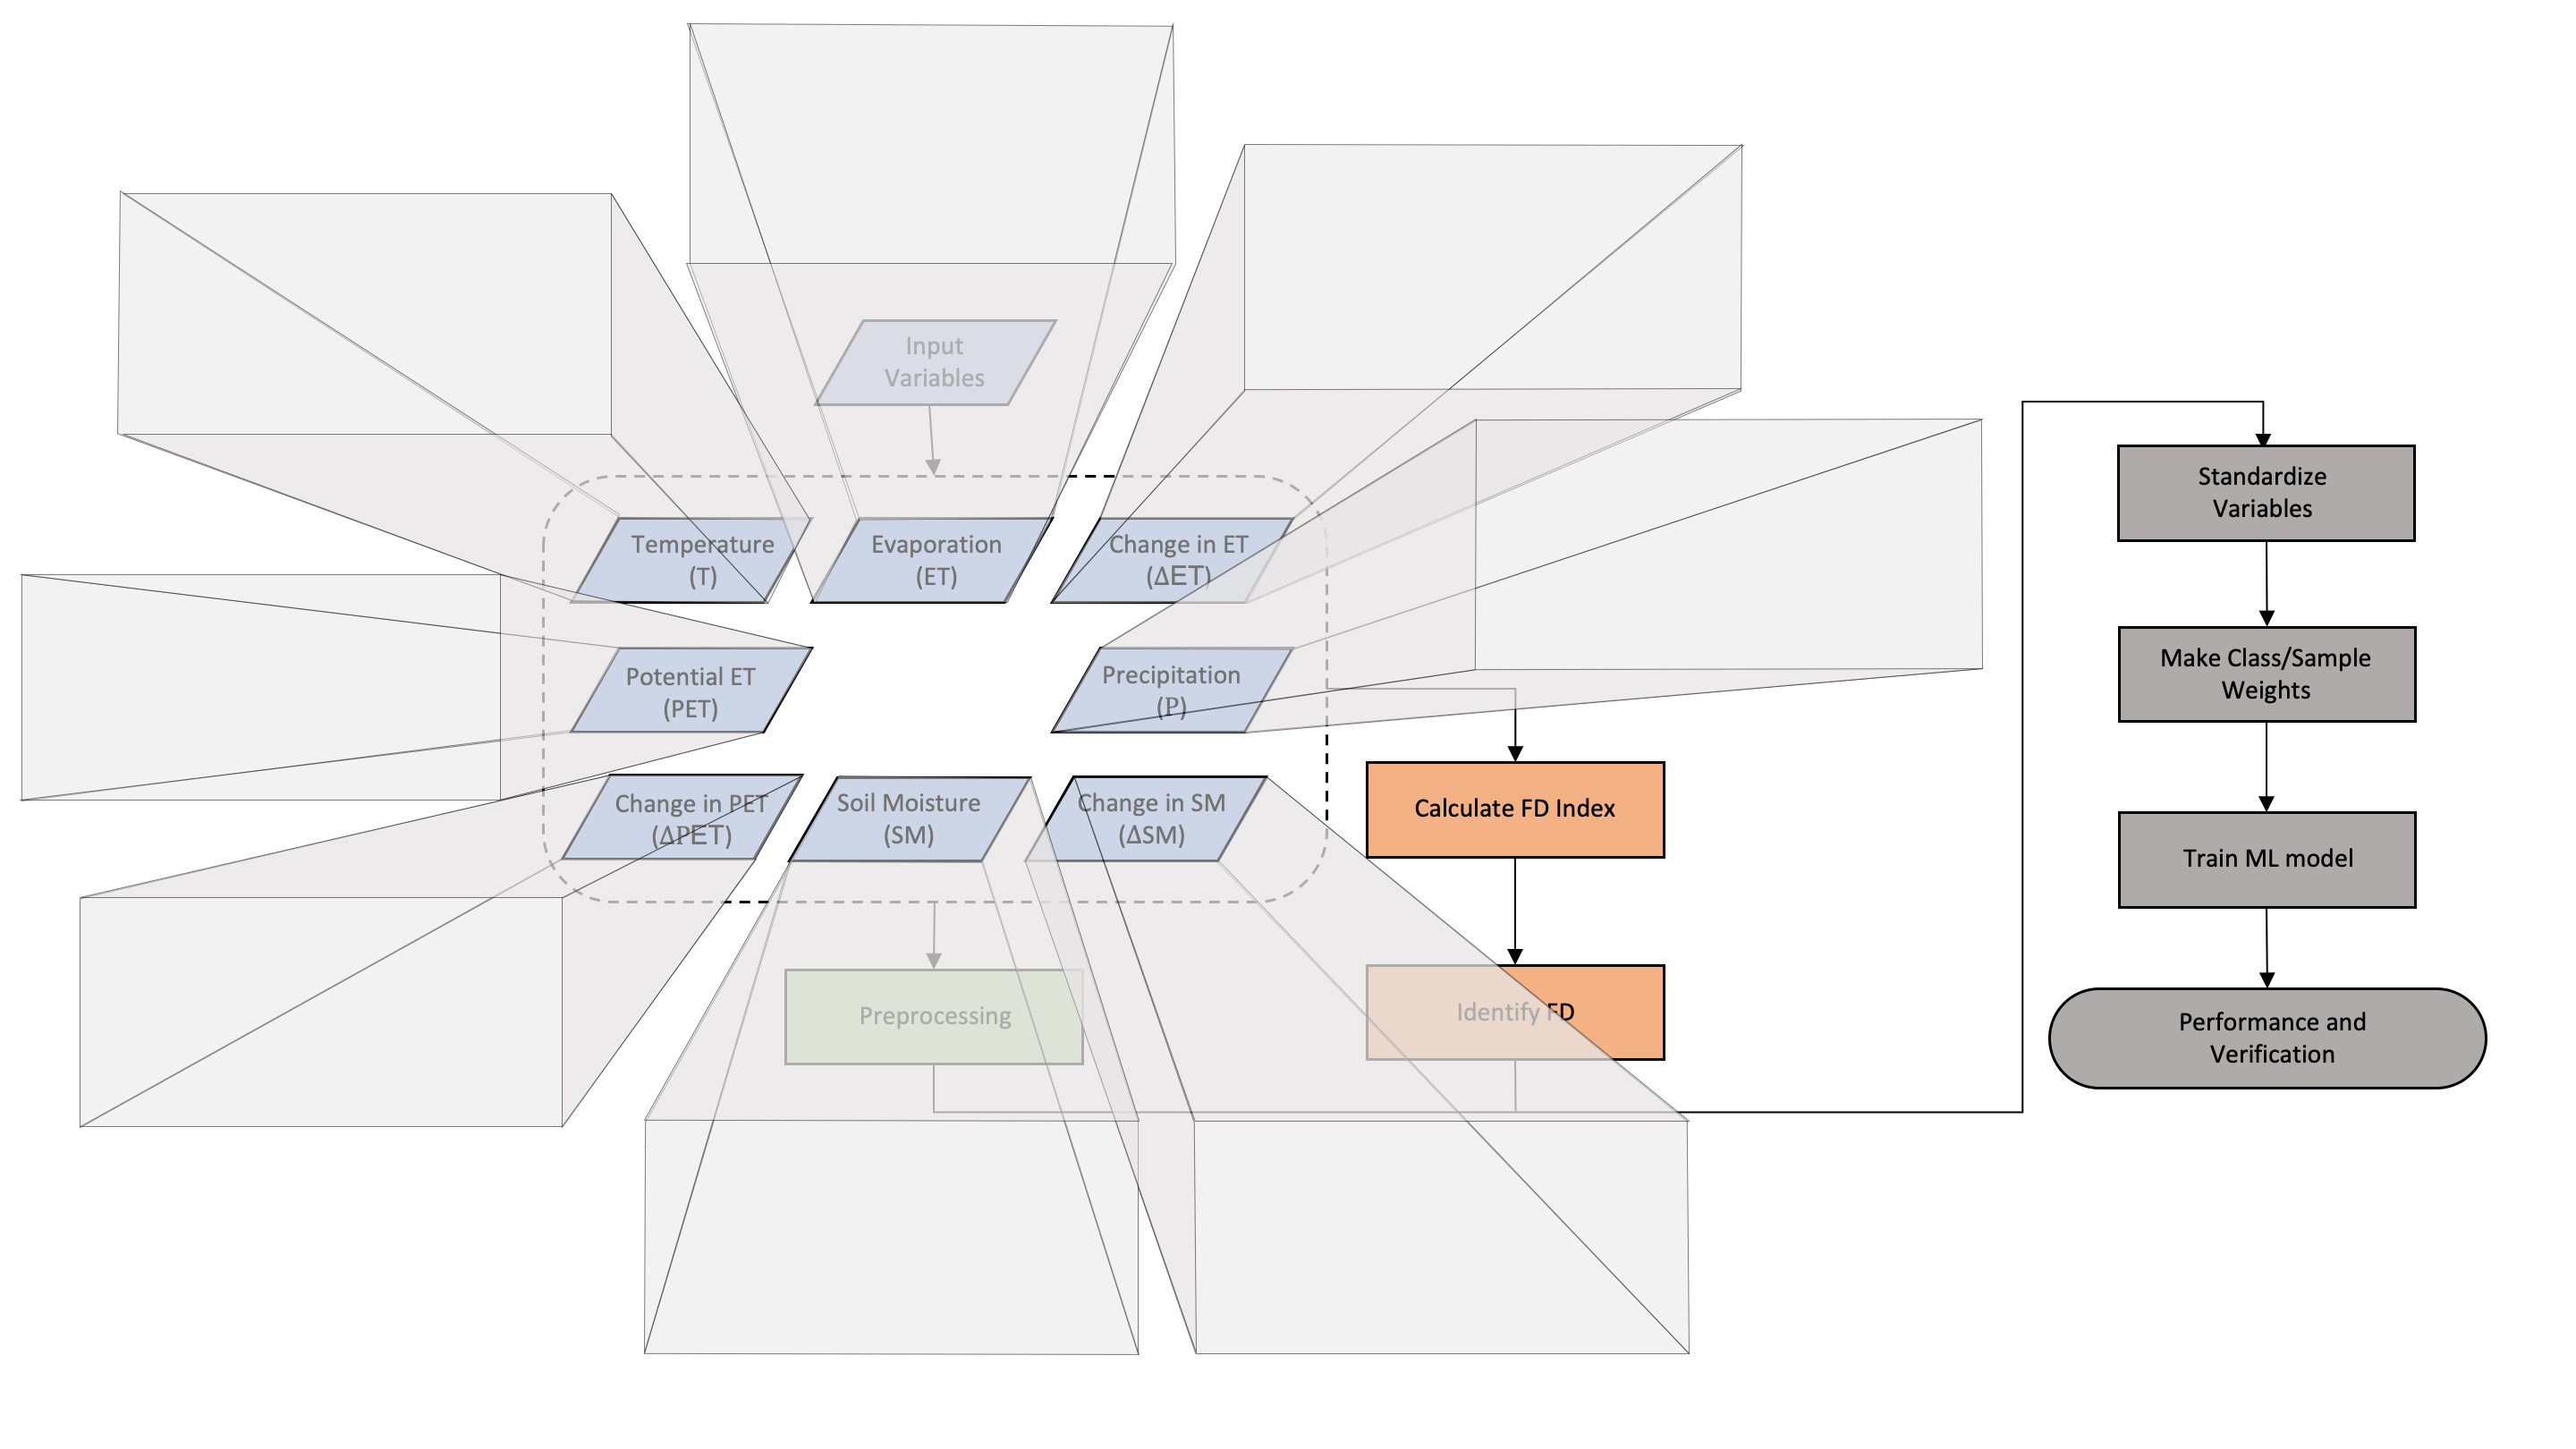 Input
Variables
Temperature
(T)
Evaporation
(ET)
Change in ET
(ΔET)
Potential ET
(PET)
Precipitation
(P)
Change in PET
(ΔPET)
Soil Moisture
(SM)
Change in SM
(ΔSM)
Preprocessing
Calculate FD Index
Identify FD
Standardize
Variables
Make Class/Sample
Weights
Train ML model
Performance and
Verification